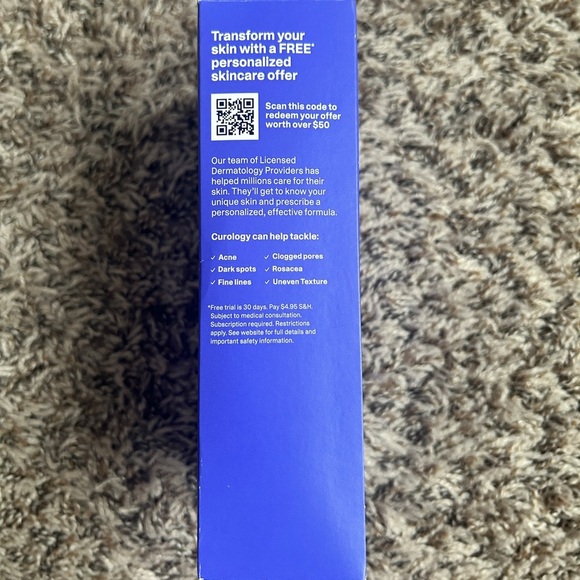 Transform your
skin with a FREE*
personalized
skincare offer
Scan this code to
redeem your offer
worth over $60
Our team of Licensed
Dermatology Providers has
helped millions care for their
skin. They'll get to know your
unique skin and prescribe a
personalized, effective formula.
Curology can help tackle:
✓ Acne
✓ Clogged pores
✓ Dark spots
✓ Rosacea
✓ Fine lines
✓ Uneven Texture
*Free trial is 30 days. Pay $4.95 S&H.
Subject to medical consultation.
Subscription required. Restrictions
apply. See website for full details and
important safety information.